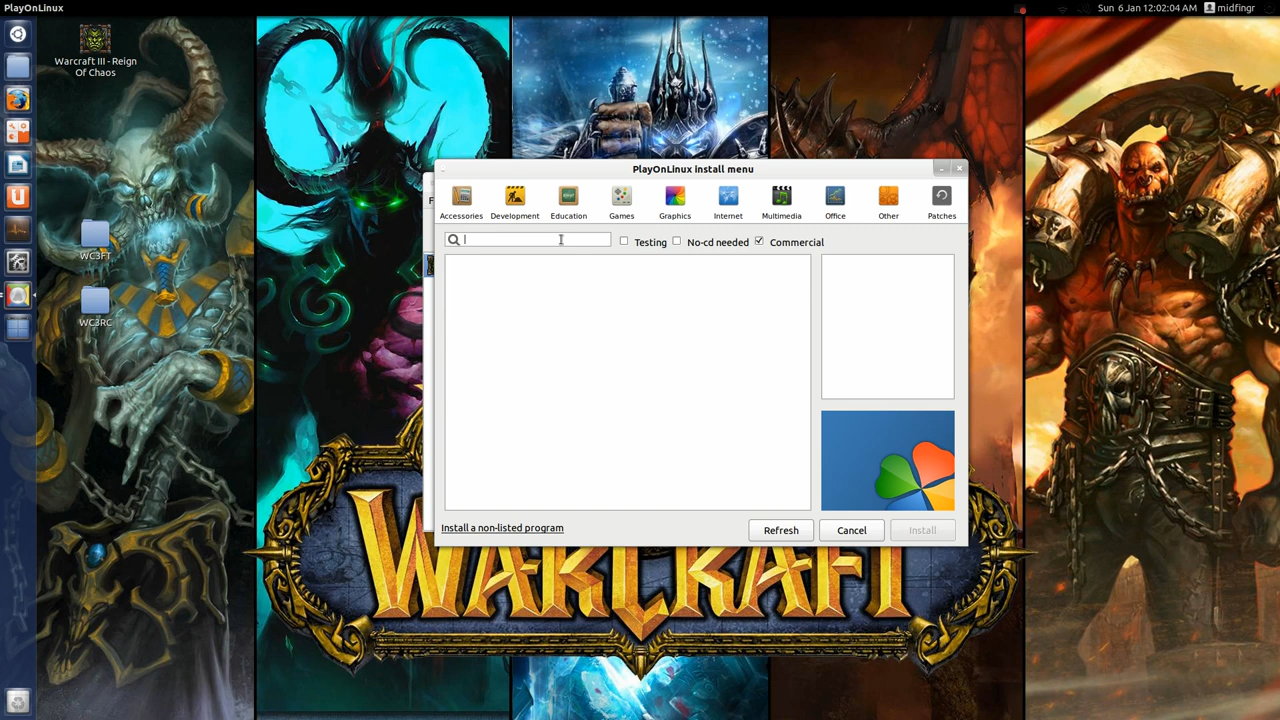 PlayOnLinux
Sun 6 Jan 12:02:04 AM midfingr
Warcraft III - Reign
Of Chaos
WC3FT
WC3RC
PlayOnLinux install menu
Accessories Development Education Games Graphics Internet Multimedia Office Other Patches
Testing No-cd needed Commercial
Install a non-listed program Refresh Cancel Install
WARCRAFT